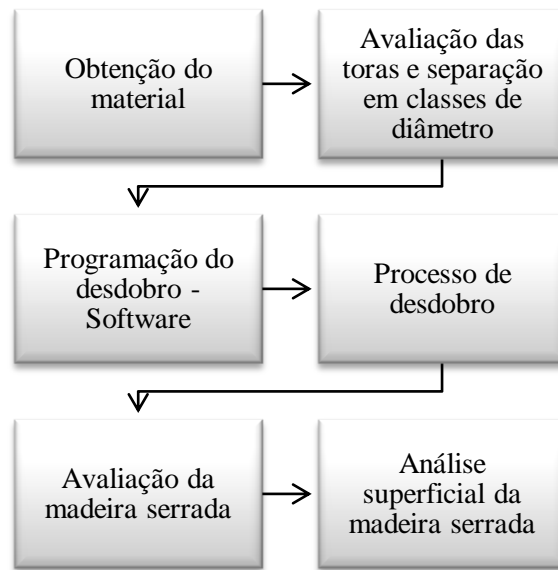 Obtenção do
material
Avaliação das
toras e separação
em classes de
diâmetro
Programação do
desdobro -
Software
Processo de
desdobro
Avaliação da
madeira serrada
Análise
superficial da
madeira serrada